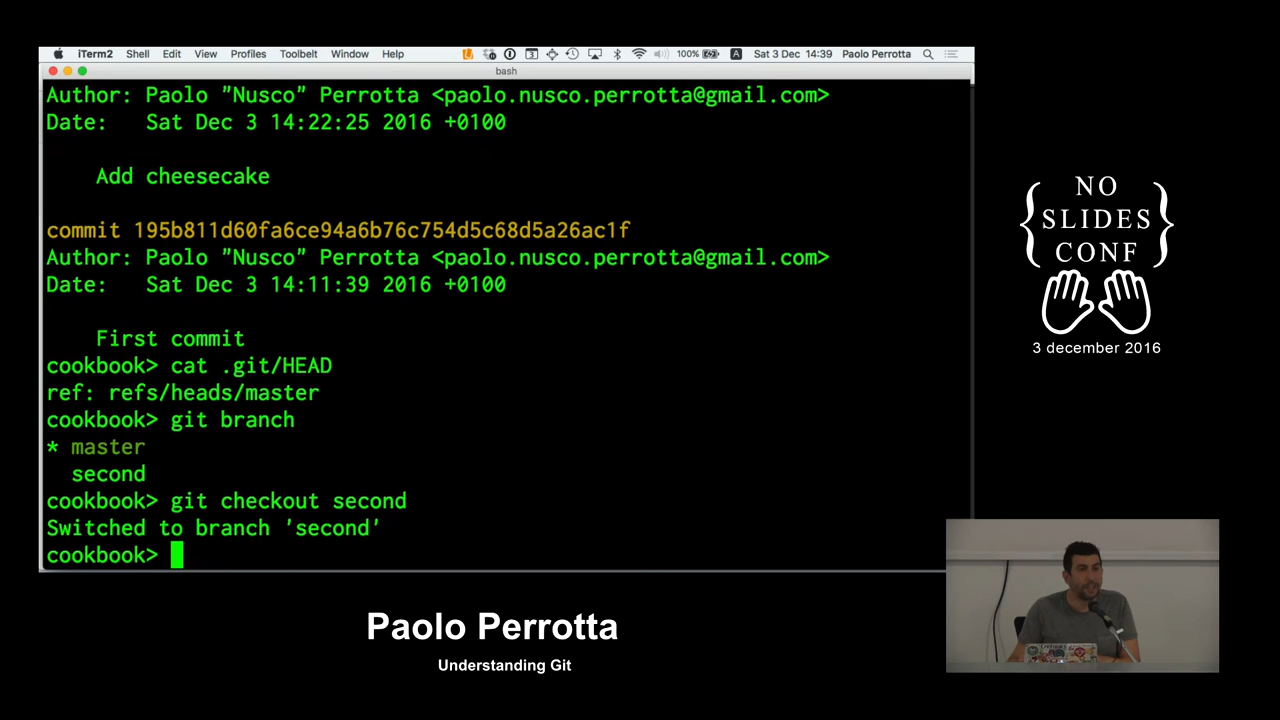 iTerm2 Shell Edit View Profiles Toolbelt Window Help 100% A Sat 3 Dec 14:39 Paolo Perrotta
bash
Author: Paolo "Nusco" Perrotta <paolo.nusco.perrotta@gmail.com>
Date:   Sat Dec 3 14:22:25 2016 +0100
Add cheesecake
commit 195b811d60fa6ce94a6b76c754d5c68d5a26ac1f
Author: Paolo "Nusco" Perrotta <paolo.nusco.perrotta@gmail.com>
Date:   Sat Dec 3 14:11:39 2016 +0100
First commit
cookbook> cat .git/HEAD
ref: refs/heads/master
cookbook> git branch
* master
second
cookbook> git checkout second
Switched to branch 'second'
cookbook>
{ NO
SLIDES
CONF }
3 december 2016
Paolo Perrotta
Understanding Git